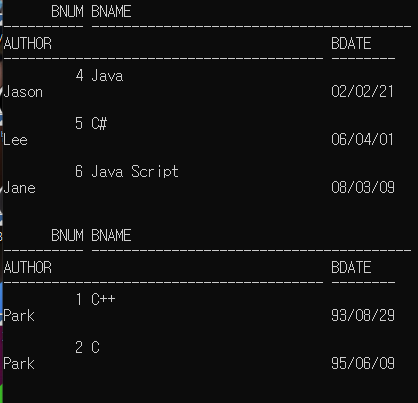 BNUM BNAME
---------- ----------------------------------------
AUTHOR BDATE
---------------------------------------- --------
4 Java
Jason 02/02/21
5 C#
Lee 06/04/01
6 Java Script
Jane 08/03/09
BNUM BNAME
---------- ----------------------------------------
AUTHOR BDATE
---------------------------------------- --------
1 C++
Park 93/08/29
2 C
Park 95/06/09